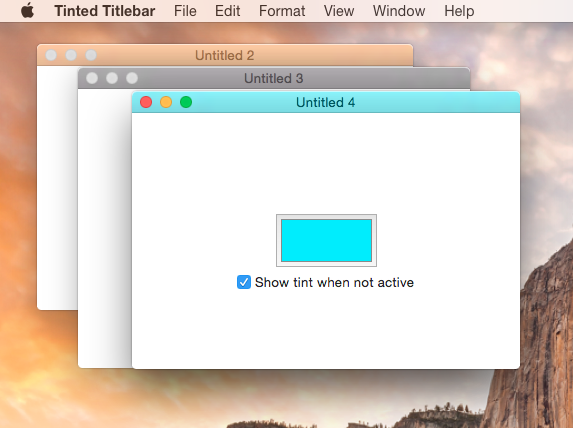 Tinted Titlebar File Edit Format View Window Help
Untitled 2
Untitled 3
Untitled 4
Show tint when not active